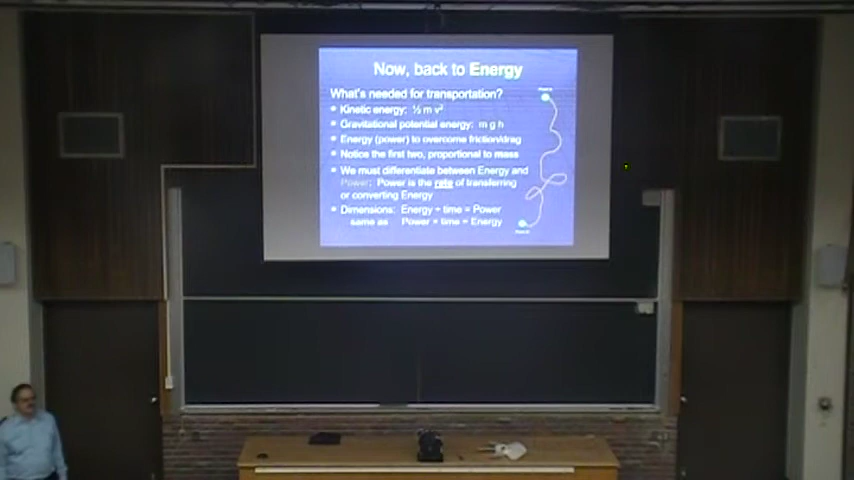 Now, back to Energy
What's needed for transportation?
Kinetic energy: ½ m v²
Gravitational potential energy: m g h
Energy (power) to overcome friction/drag
Notice the first two, proportional to mass
We must differentiate between Energy and
Power: Power is the rate of transferring
or converting Energy
Dimensions: Energy ÷ time = Power
same as Power × time = Energy